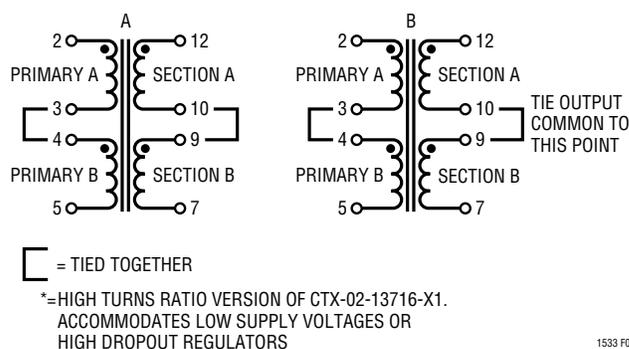 A
2
12
PRIMARY A
SECTION A
3
10
4
9
PRIMARY B
SECTION B
5
7
B
2
12
PRIMARY A
SECTION A
3
10
4
9
TIE OUTPUT
COMMON TO
THIS POINT
PRIMARY B
SECTION B
5
7
= TIED TOGETHER
*=HIGH TURNS RATIO VERSION OF CTX-02-13716-X1.
ACCOMMODATES LOW SUPPLY VOLTAGES OR
HIGH DROPOUT REGULATORS
1533 F0